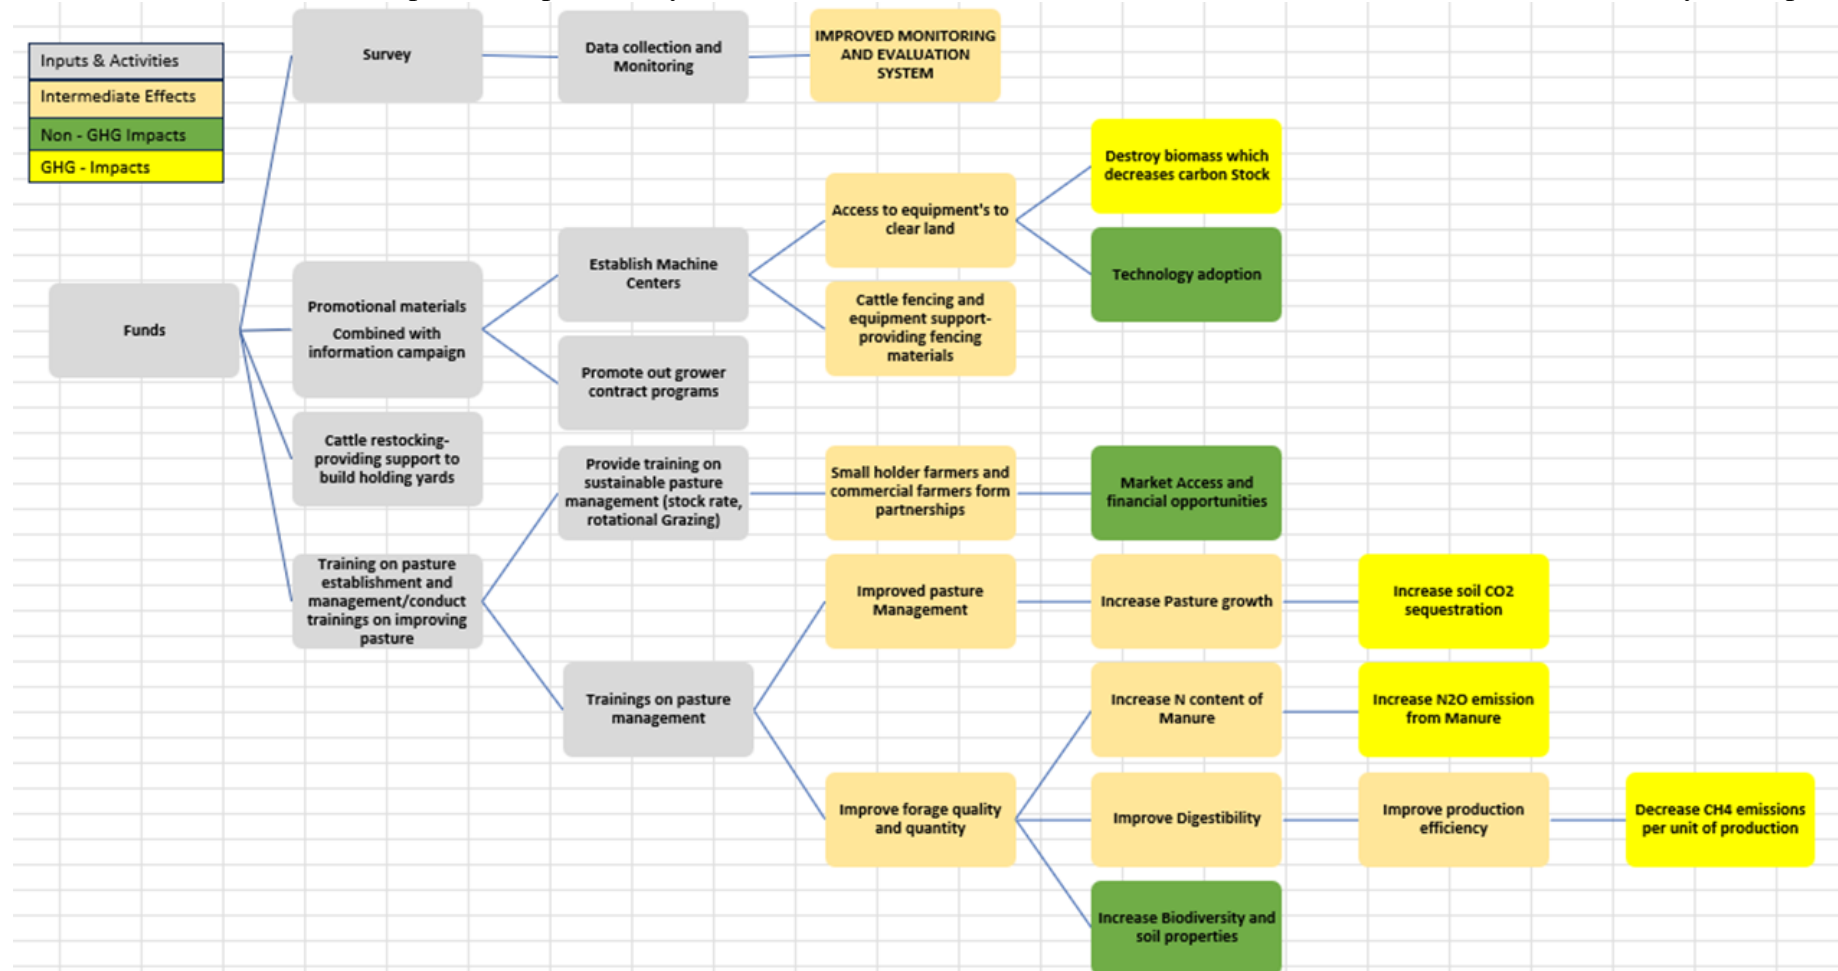 Inputs & Activities
Intermediate Effects
Non - GHG Impacts
GHG - Impacts
Funds
Survey
Data collection and
Monitoring
IMPROVED MONITORING
AND EVALUATION
SYSTEM
Promotional materials
Combined with
information campaign
Establish Machine
Centers
Access to equipment's to
clear land
Destroy biomass which
decreases carbon Stock
Technology adoption
Cattle fencing and
equipment support-
providing fencing
materials
Promote out grower
contract programs
Cattle restocking-
providing support to
build holding yards
Training on pasture
establishment and
management/conduct
trainings on improving
pasture
Provide training on
sustainable pasture
management (stock rate,
rotational Grazing)
Small holder farmers and
commercial farmers form
partnerships
Market Access and
financial opportunities
Trainings on pasture
management
Improved pasture
Management
Increase Pasture growth
Increase soil CO2
sequestration
Improve forage quality
and quantity
Increase N content of
Manure
Increase N2O emission
from Manure
Improve Digestibility
Improve production
efficiency
Decrease CH4 emissions
per unit of production
Increase Biodiversity and
soil properties